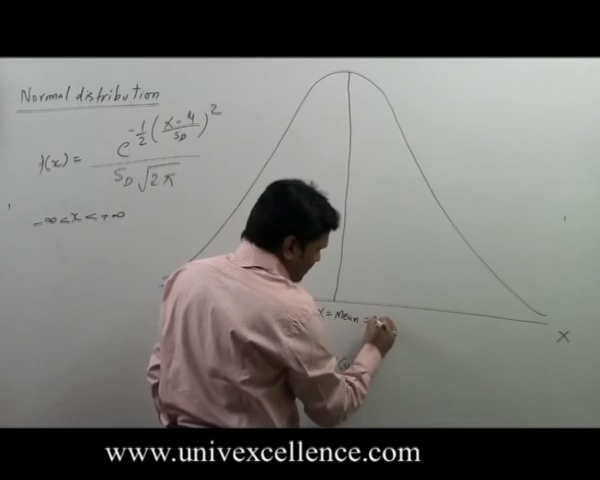 Normal distribution
f(x) = e^{-1/2 (x-μ/SD)^2} / SD √2π
-∞ < x < +∞
X = Mean =
X
www.univexcellence.com